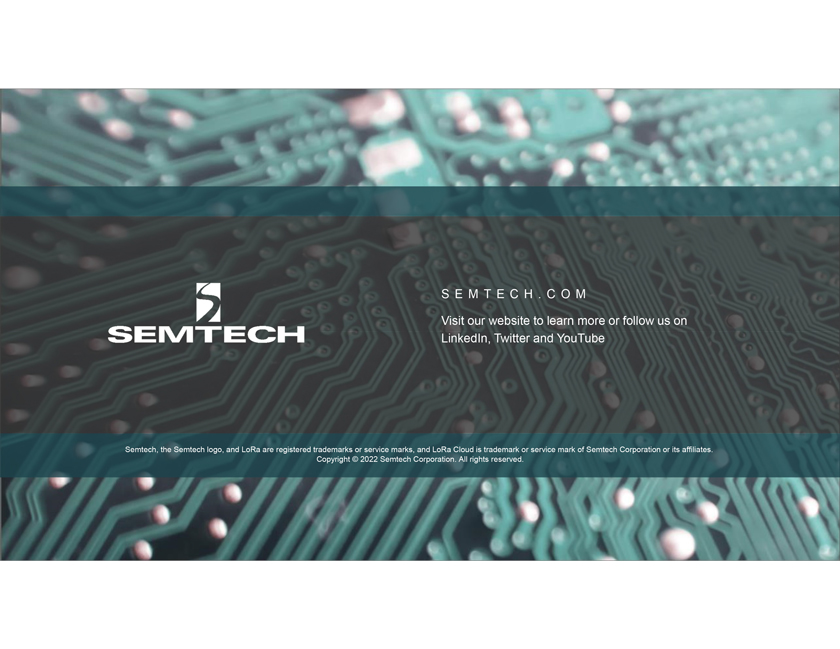 SEMTECH
SEMTECH.COM
Visit our website to learn more or follow us on
LinkedIn, Twitter and YouTube
Semtech, the Semtech logo, and LoRa are registered trademarks or service marks, and LoRa Cloud is trademark or service mark of Semtech Corporation or its affiliates.
Copyright © 2022 Semtech Corporation. All rights reserved.